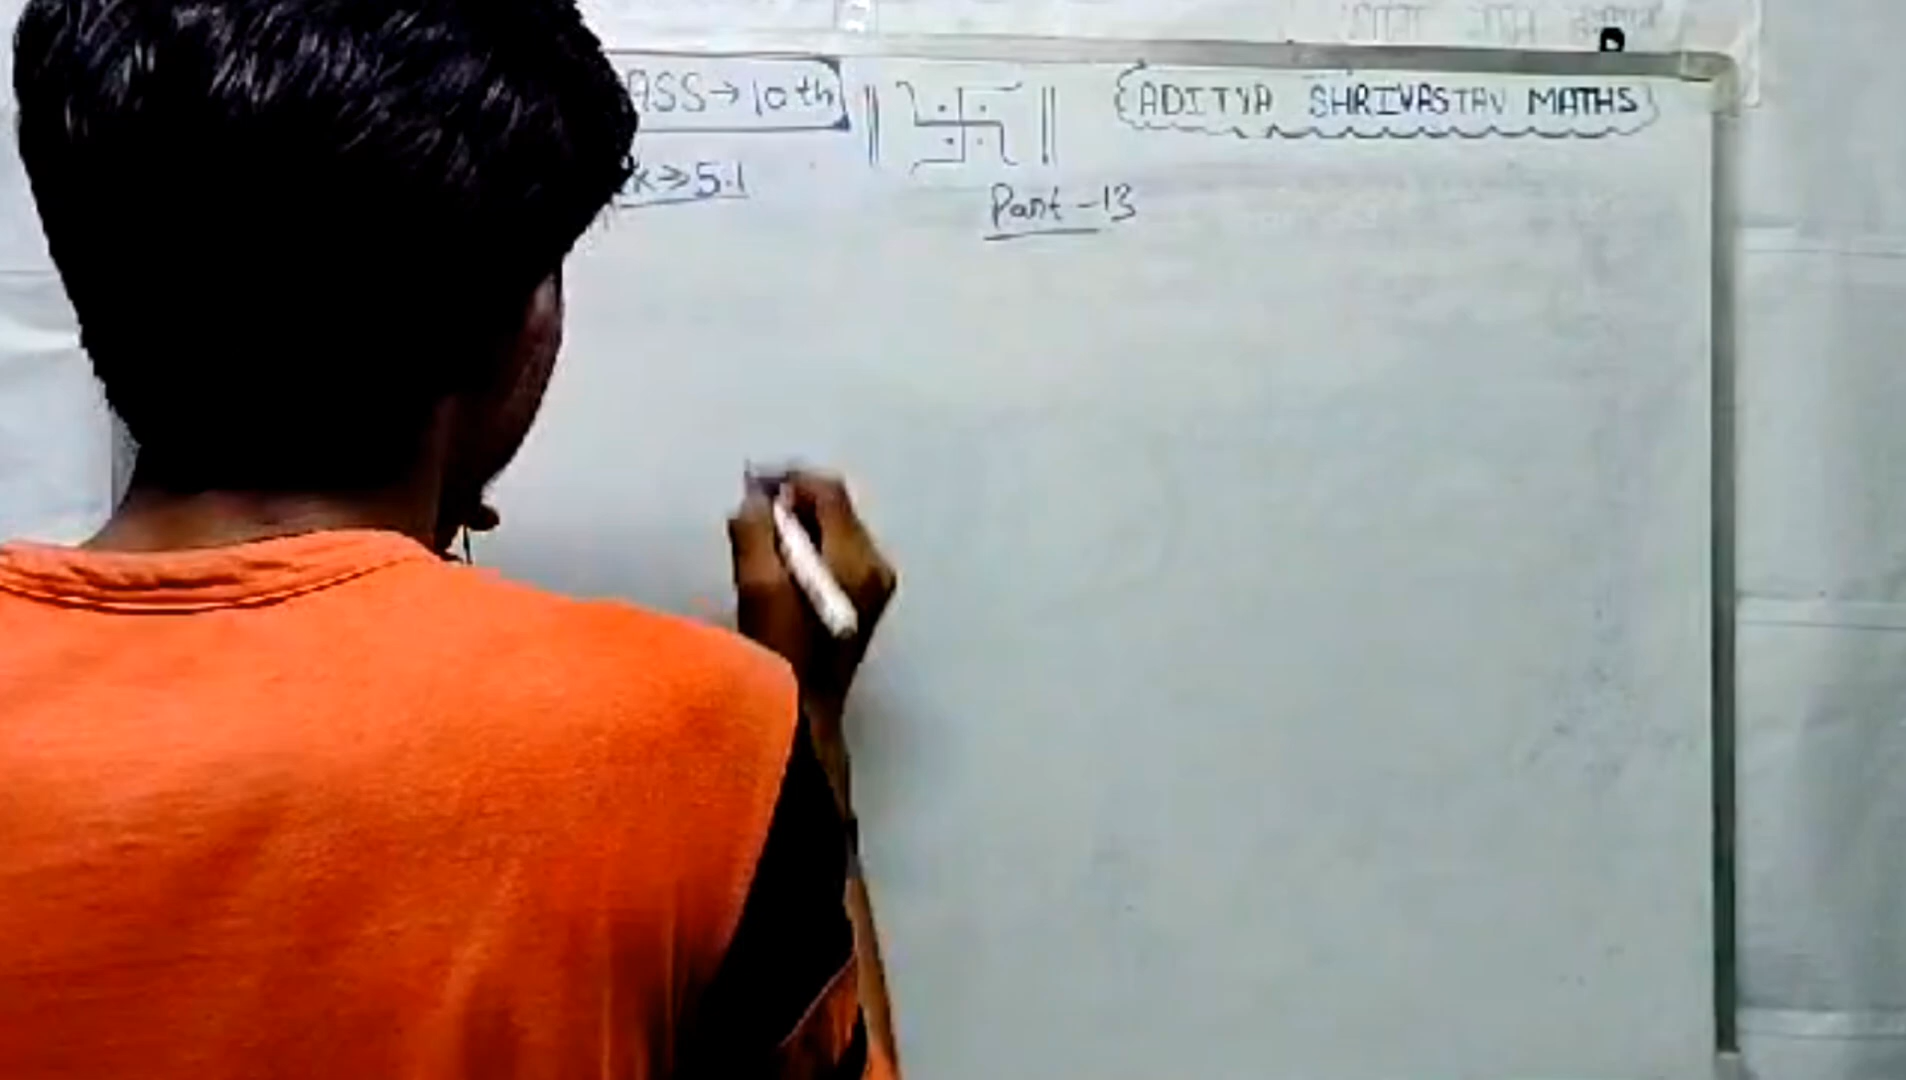 ASS→10th
ADITYA SHRIVASTAV MATHS
x⇒5.1
Part-13